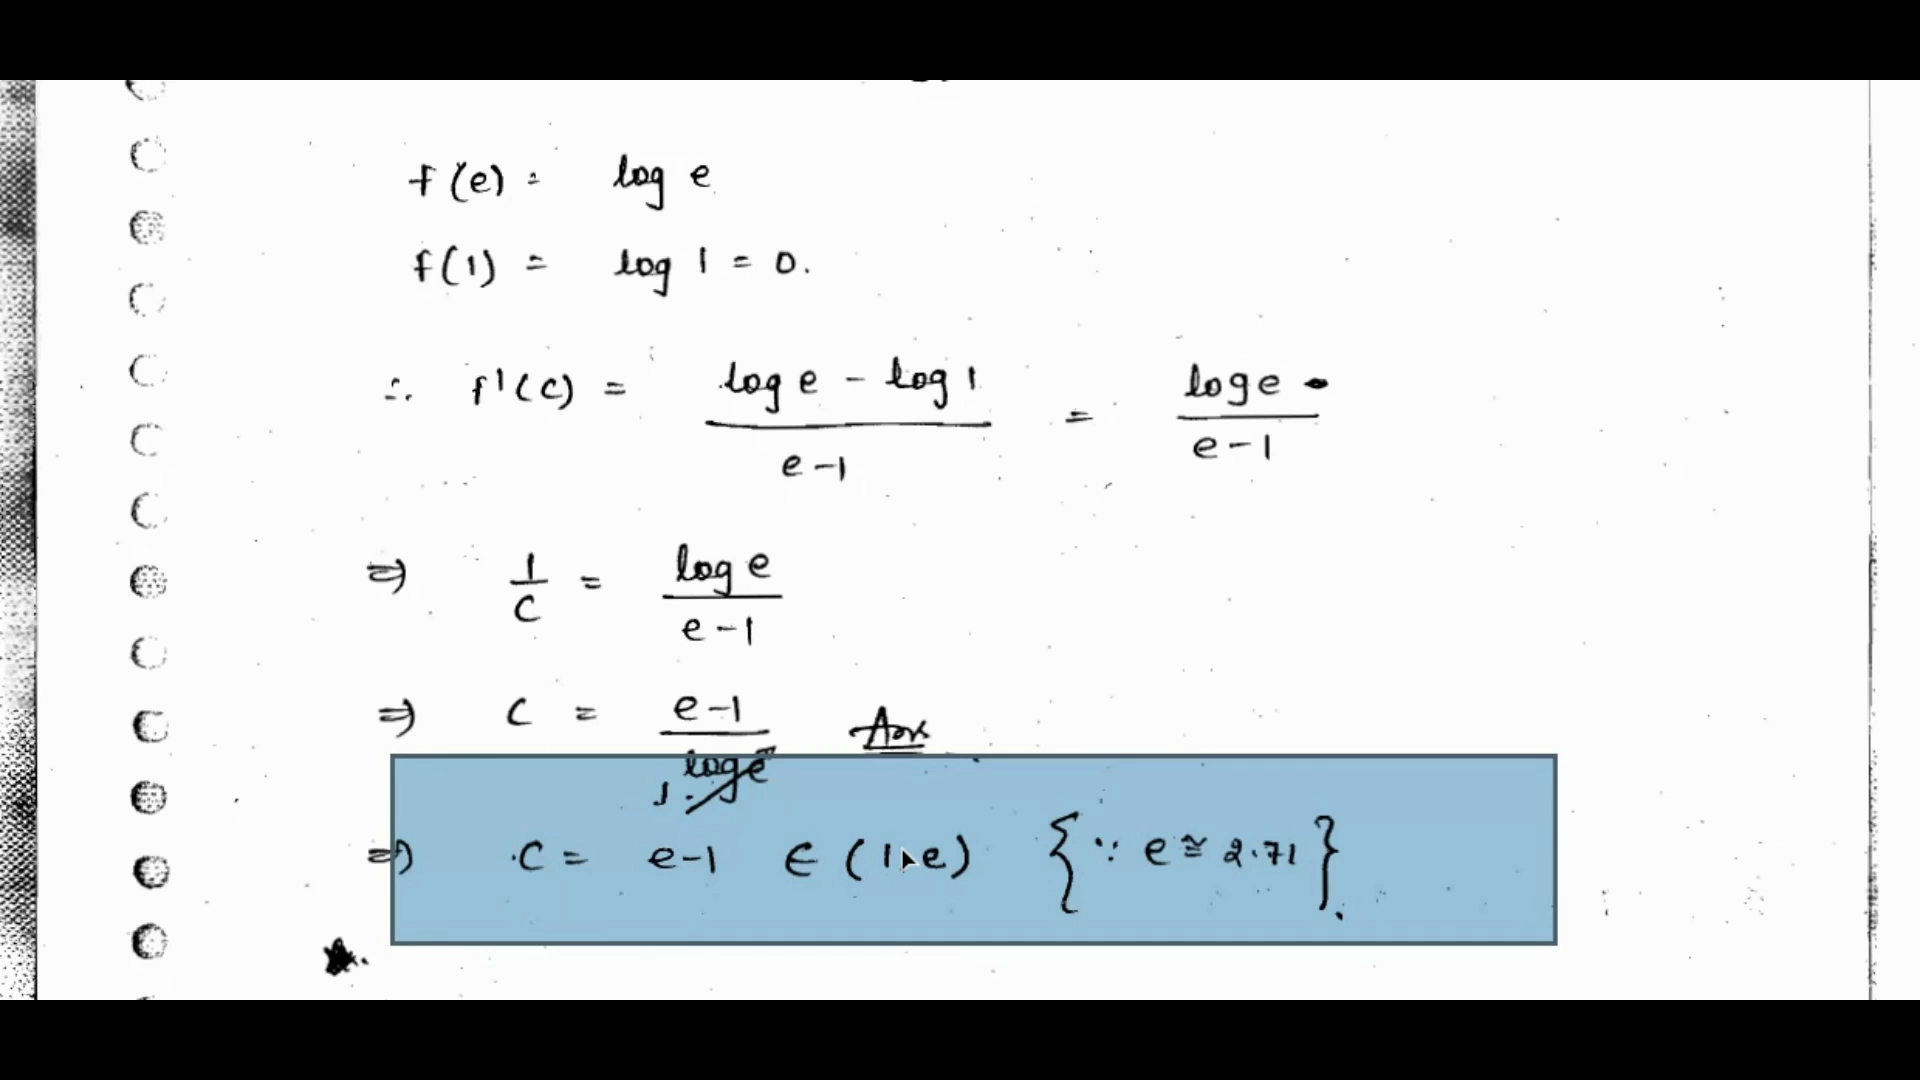 f(e) = log e
f(1) = log 1 = 0.
∴ f'(c) = (log e - log 1)/(e-1) = log e/(e-1)
⇒ 1/c = log e/(e-1)
⇒ c = (e-1)/log e Ans
1.
⇒ c = e-1 ∈ (1, e) {∵ e ≅ 2.71}.